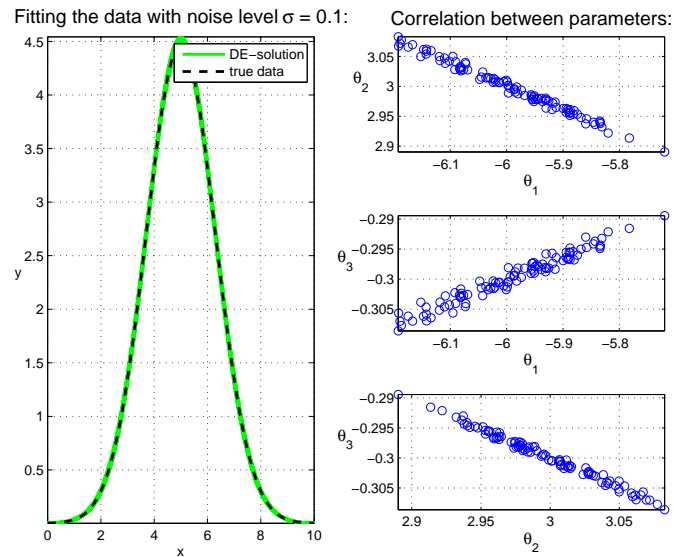 Fitting the data with noise level σ = 0.1:
4.5
4
3.5
3
2.5
2
1.5
1
0.5
y
0 2 4 6 8 10
x
DE−solution
true data
Correlation between parameters:
3.05
3
2.95
2.9
θ2
−6.1 −6 −5.9 −5.8
θ1
−0.29
−0.295
−0.3
−0.305
θ3
−6.1 −6 −5.9 −5.8
θ1
−0.29
−0.295
−0.3
−0.305
θ3
2.9 2.95 3 3.05
θ2